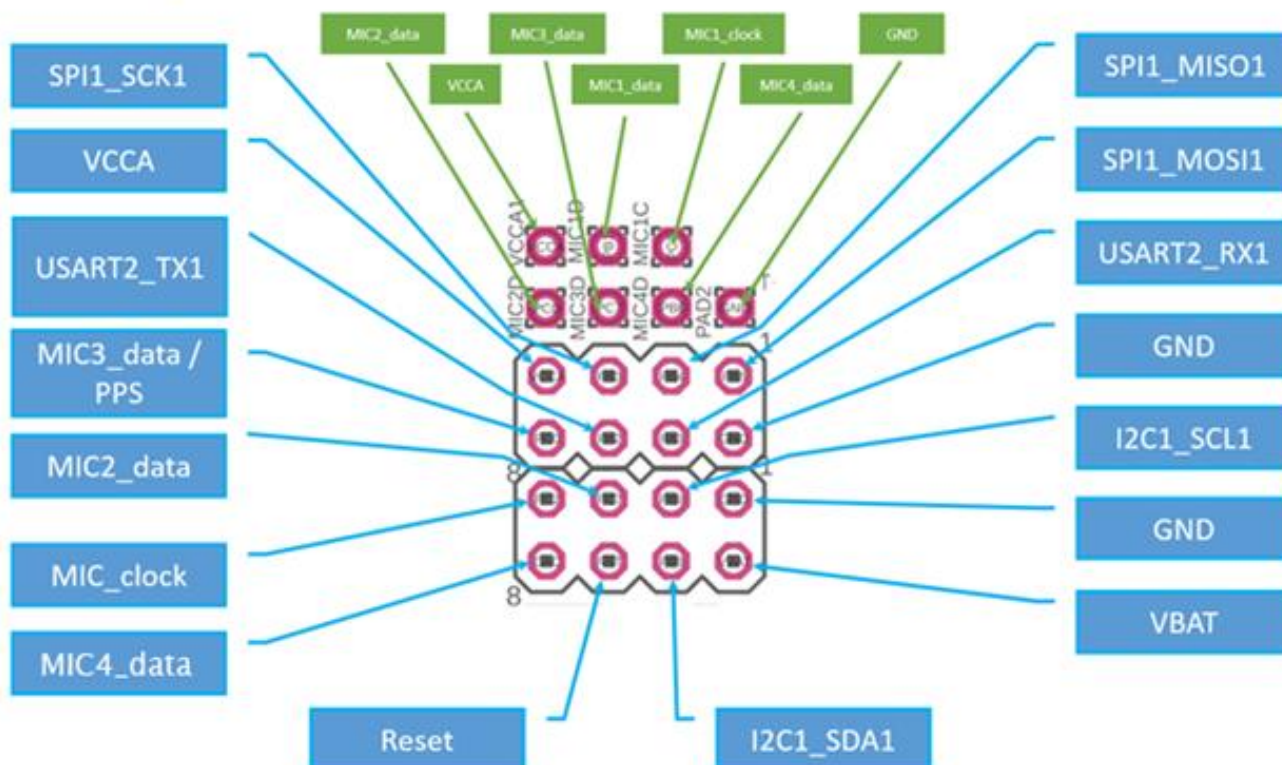 MIC2_data
MIC3_data
MIC1_clock
GND
VCCA
MIC1_data
MIC4_data
SPI1_SCK1
VCCA
USART2_TX1
MIC3_data /
PPS
MIC2_data
MIC_clock
MIC4_data
Reset
I2C1_SDA1
SPI1_MISO1
SPI1_MOSI1
USART2_RX1
GND
I2C1_SCL1
GND
VBAT
VCCA1
MIC1D
MIC1C
MIC2D
MIC3D
MIC4D
PAD2
1
8
1
8